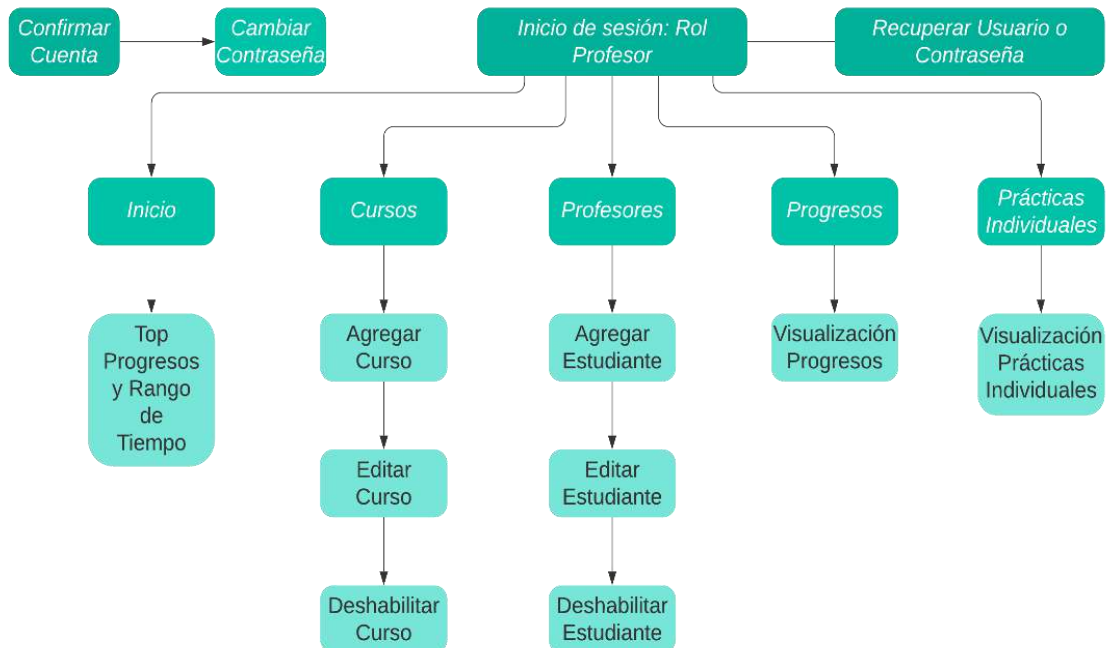 Confirmar
Cuenta
Cambiar
Contraseña
Inicio de sesión: Rol
Profesor
Recuperar Usuario o
Contraseña
Inicio
Cursos
Profesores
Progresos
Prácticas
Individuales
Top
Progresos
y Rango
de
Tiempo
Agregar
Curso
Agregar
Estudiante
Visualización
Progresos
Visualización
Prácticas
Individuales
Editar
Curso
Editar
Estudiante
Deshabilitar
Curso
Deshabilitar
Estudiante